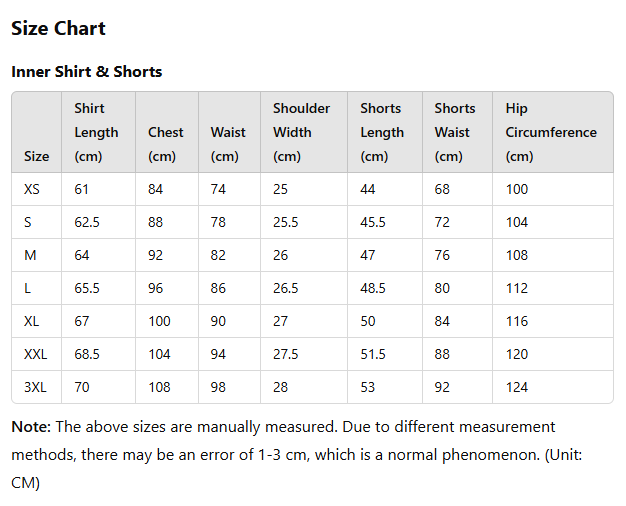 Size Chart
Inner Shirt & Shorts
Size Shirt Length (cm) Chest (cm) Waist (cm) Shoulder Width (cm) Shorts Length (cm) Shorts Waist (cm) Hip Circumference (cm)
XS 61 84 74 25 44 68 100
S 62.5 88 78 25.5 45.5 72 104
M 64 92 82 26 47 76 108
L 65.5 96 86 26.5 48.5 80 112
XL 67 100 90 27 50 84 116
XXL 68.5 104 94 27.5 51.5 88 120
3XL 70 108 98 28 53 92 124
Note: The above sizes are manually measured. Due to different measurement
methods, there may be an error of 1-3 cm, which is a normal phenomenon. (Unit:
CM)